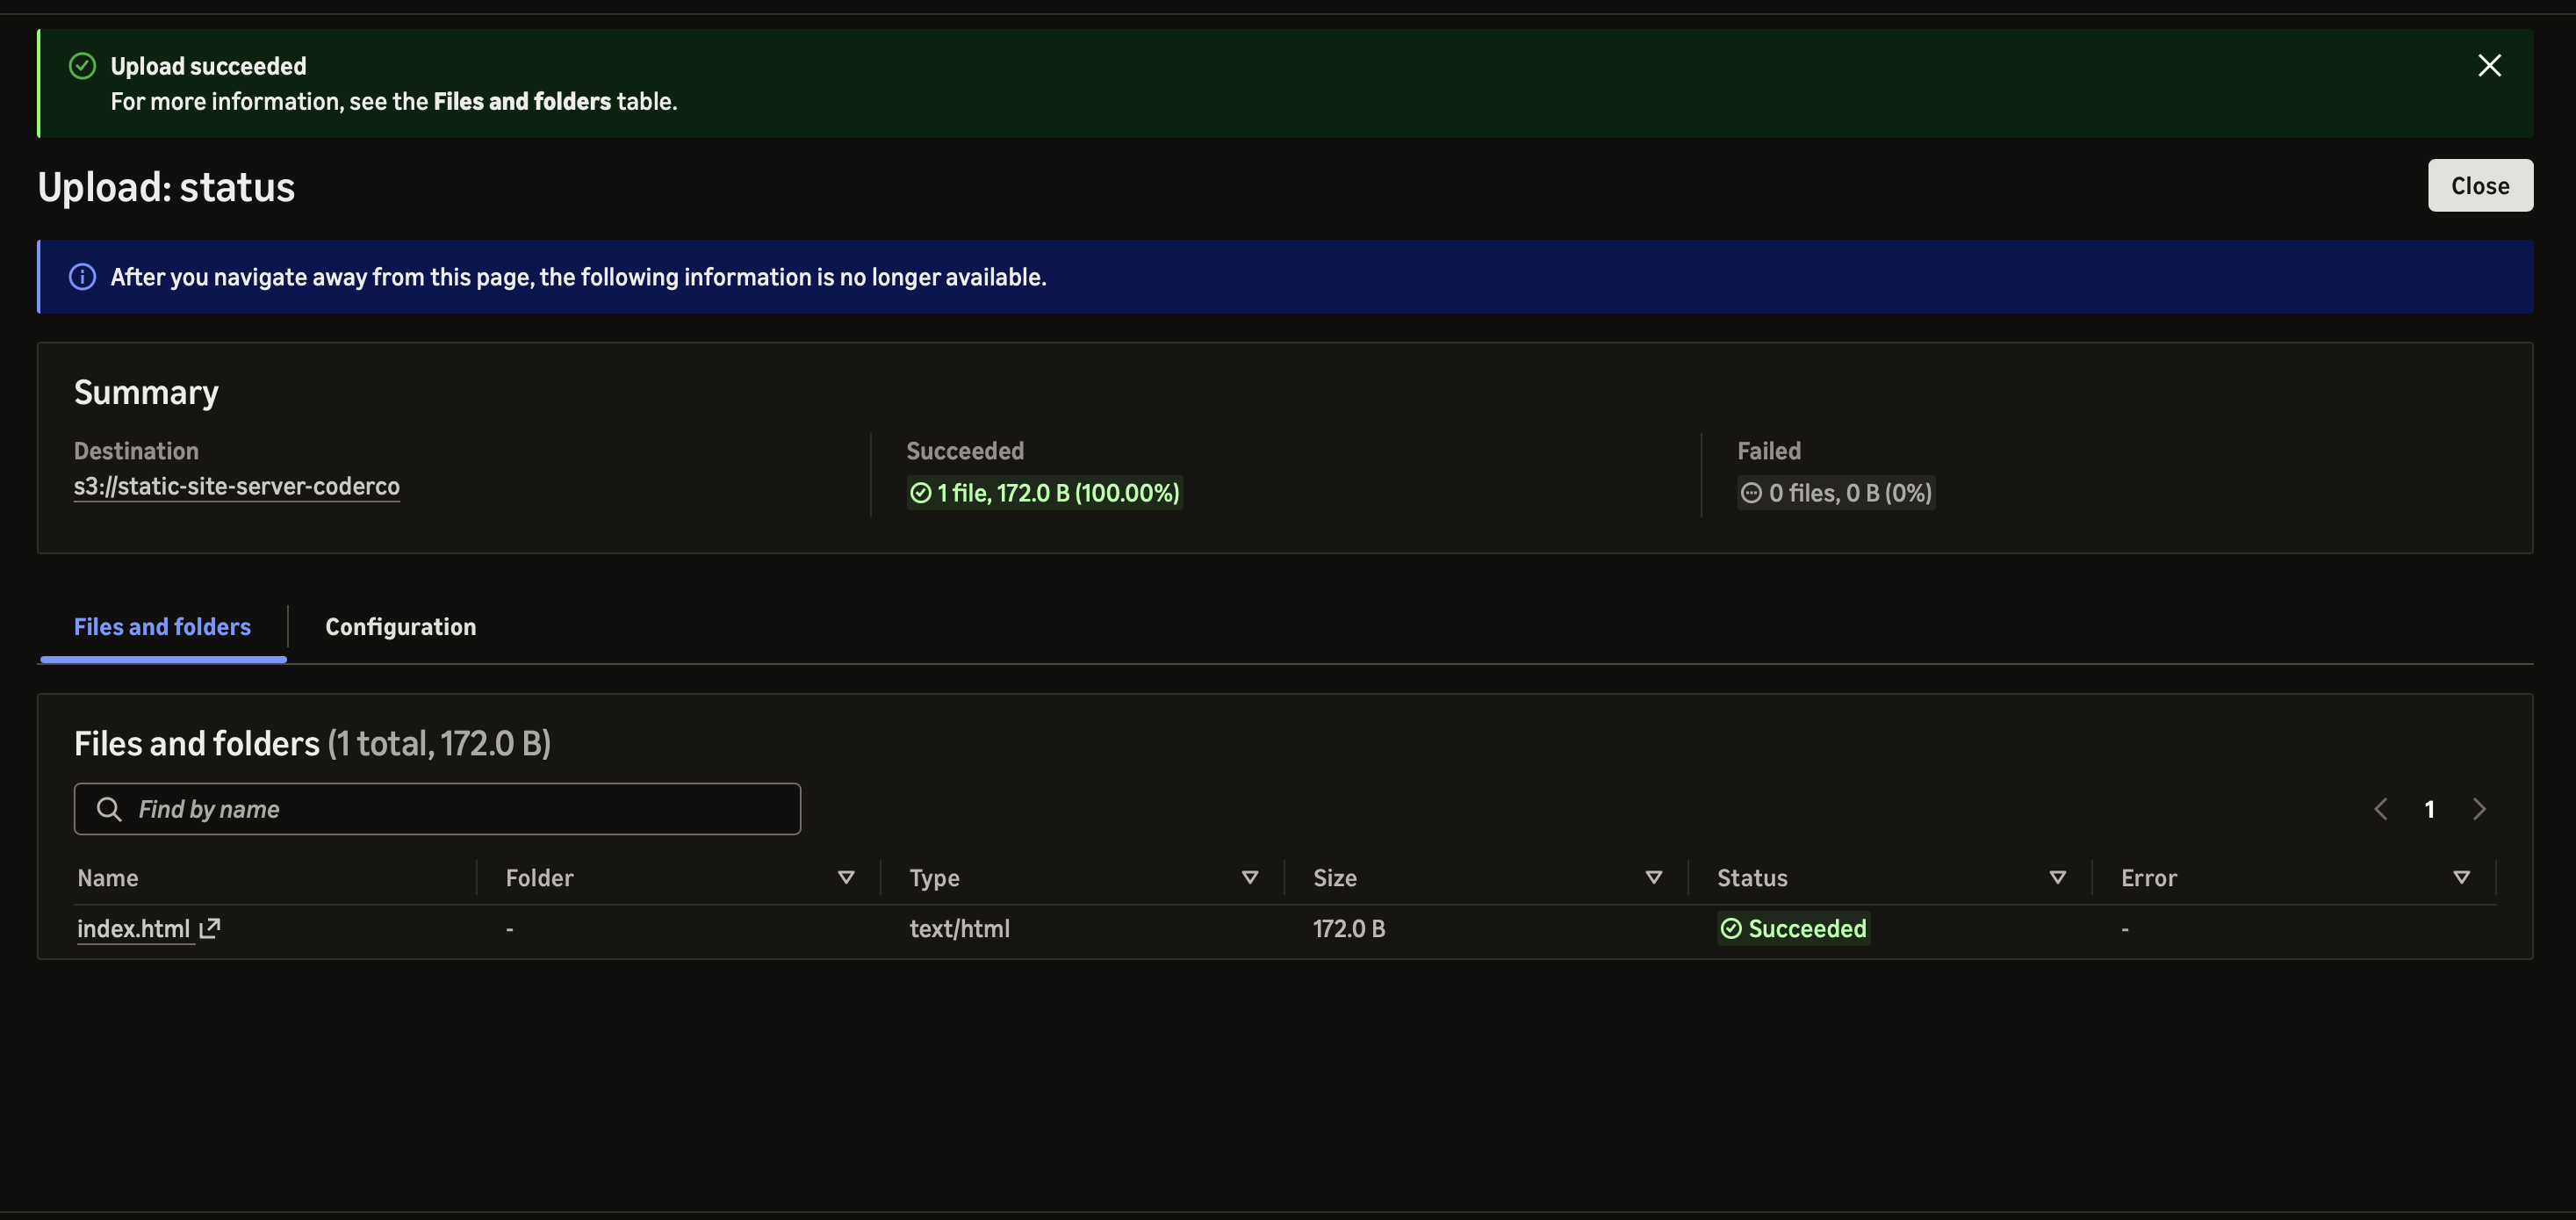 Upload succeeded
For more information, see the Files and folders table.
Upload: status
Close
After you navigate away from this page, the following information is no longer available.
Summary
Destination
s3://static-site-server-coderco
Succeeded
1 file, 172.0 B (100.00%)
Failed
0 files, 0 B (0%)
Files and folders
Configuration
Files and folders (1 total, 172.0 B)
Find by name
1
Name Folder Type Size Status Error
index.html - text/html 172.0 B Succeeded -